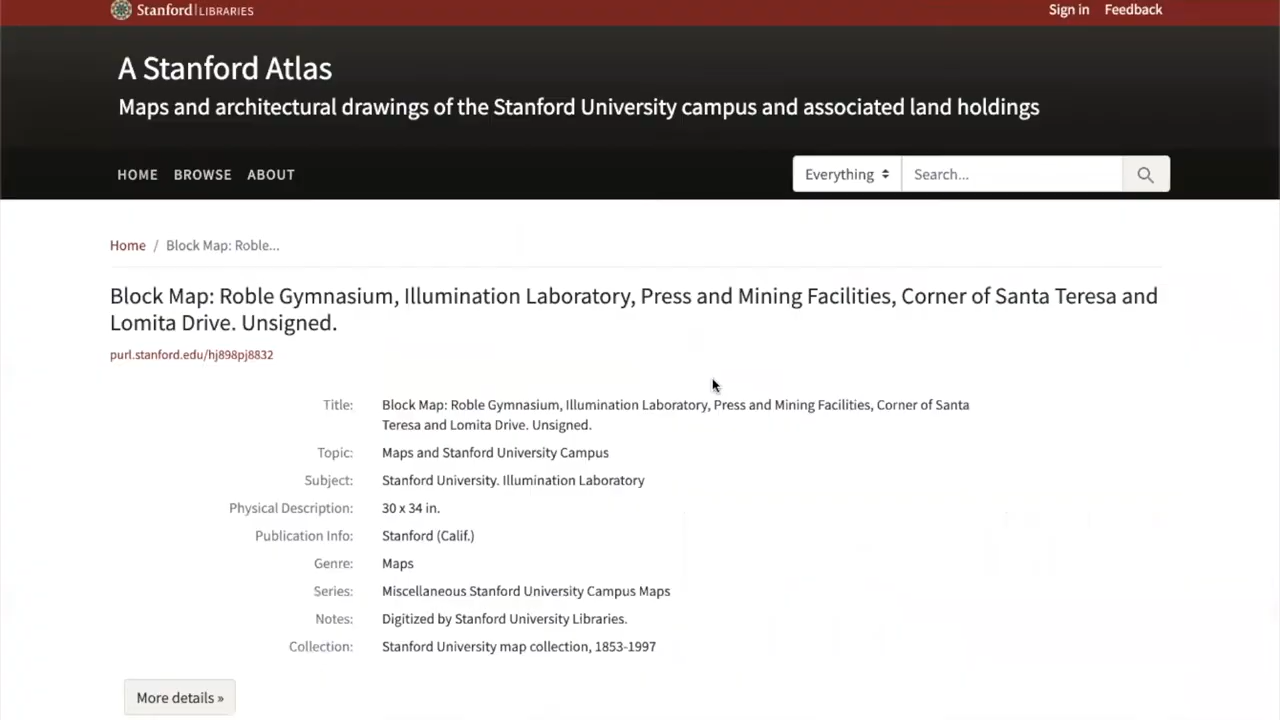 Stanford|LIBRARIES
Sign in Feedback
A Stanford Atlas
Maps and architectural drawings of the Stanford University campus and associated land holdings
HOME BROWSE ABOUT
Everything Search...
Home / Block Map: Roble...
Block Map: Roble Gymnasium, Illumination Laboratory, Press and Mining Facilities, Corner of Santa Teresa and
Lomita Drive. Unsigned.
purl.stanford.edu/hj898pj8832
Title: Block Map: Roble Gymnasium, Illumination Laboratory, Press and Mining Facilities, Corner of Santa
Teresa and Lomita Drive. Unsigned.
Topic: Maps and Stanford University Campus
Subject: Stanford University. Illumination Laboratory
Physical Description: 30 x 34 in.
Publication Info: Stanford (Calif.)
Genre: Maps
Series: Miscellaneous Stanford University Campus Maps
Notes: Digitized by Stanford University Libraries.
Collection: Stanford University map collection, 1853-1997
More details »